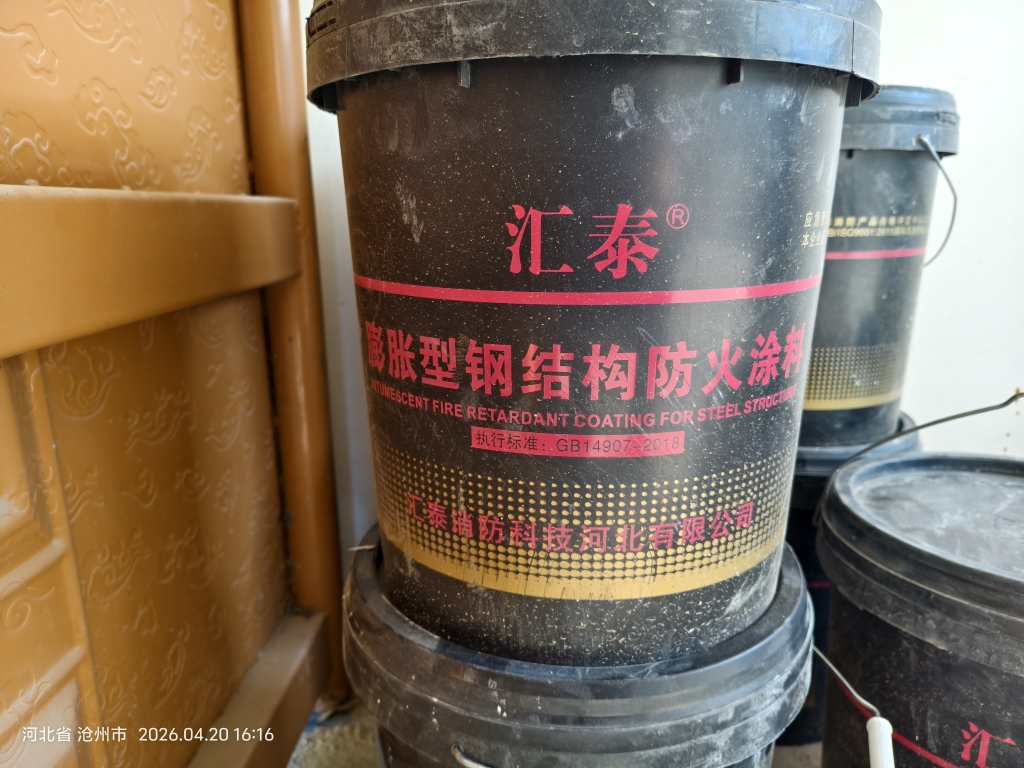 汇泰®
膨胀型钢结构防火涂料
INTUMESCENT FIRE RETARDANT COATING FOR STEEL STRUCTURE
执行标准：GB14907-2018
汇泰消防科技河北有限公司
汇
河北省 沧州市 2026.04.20 16:16